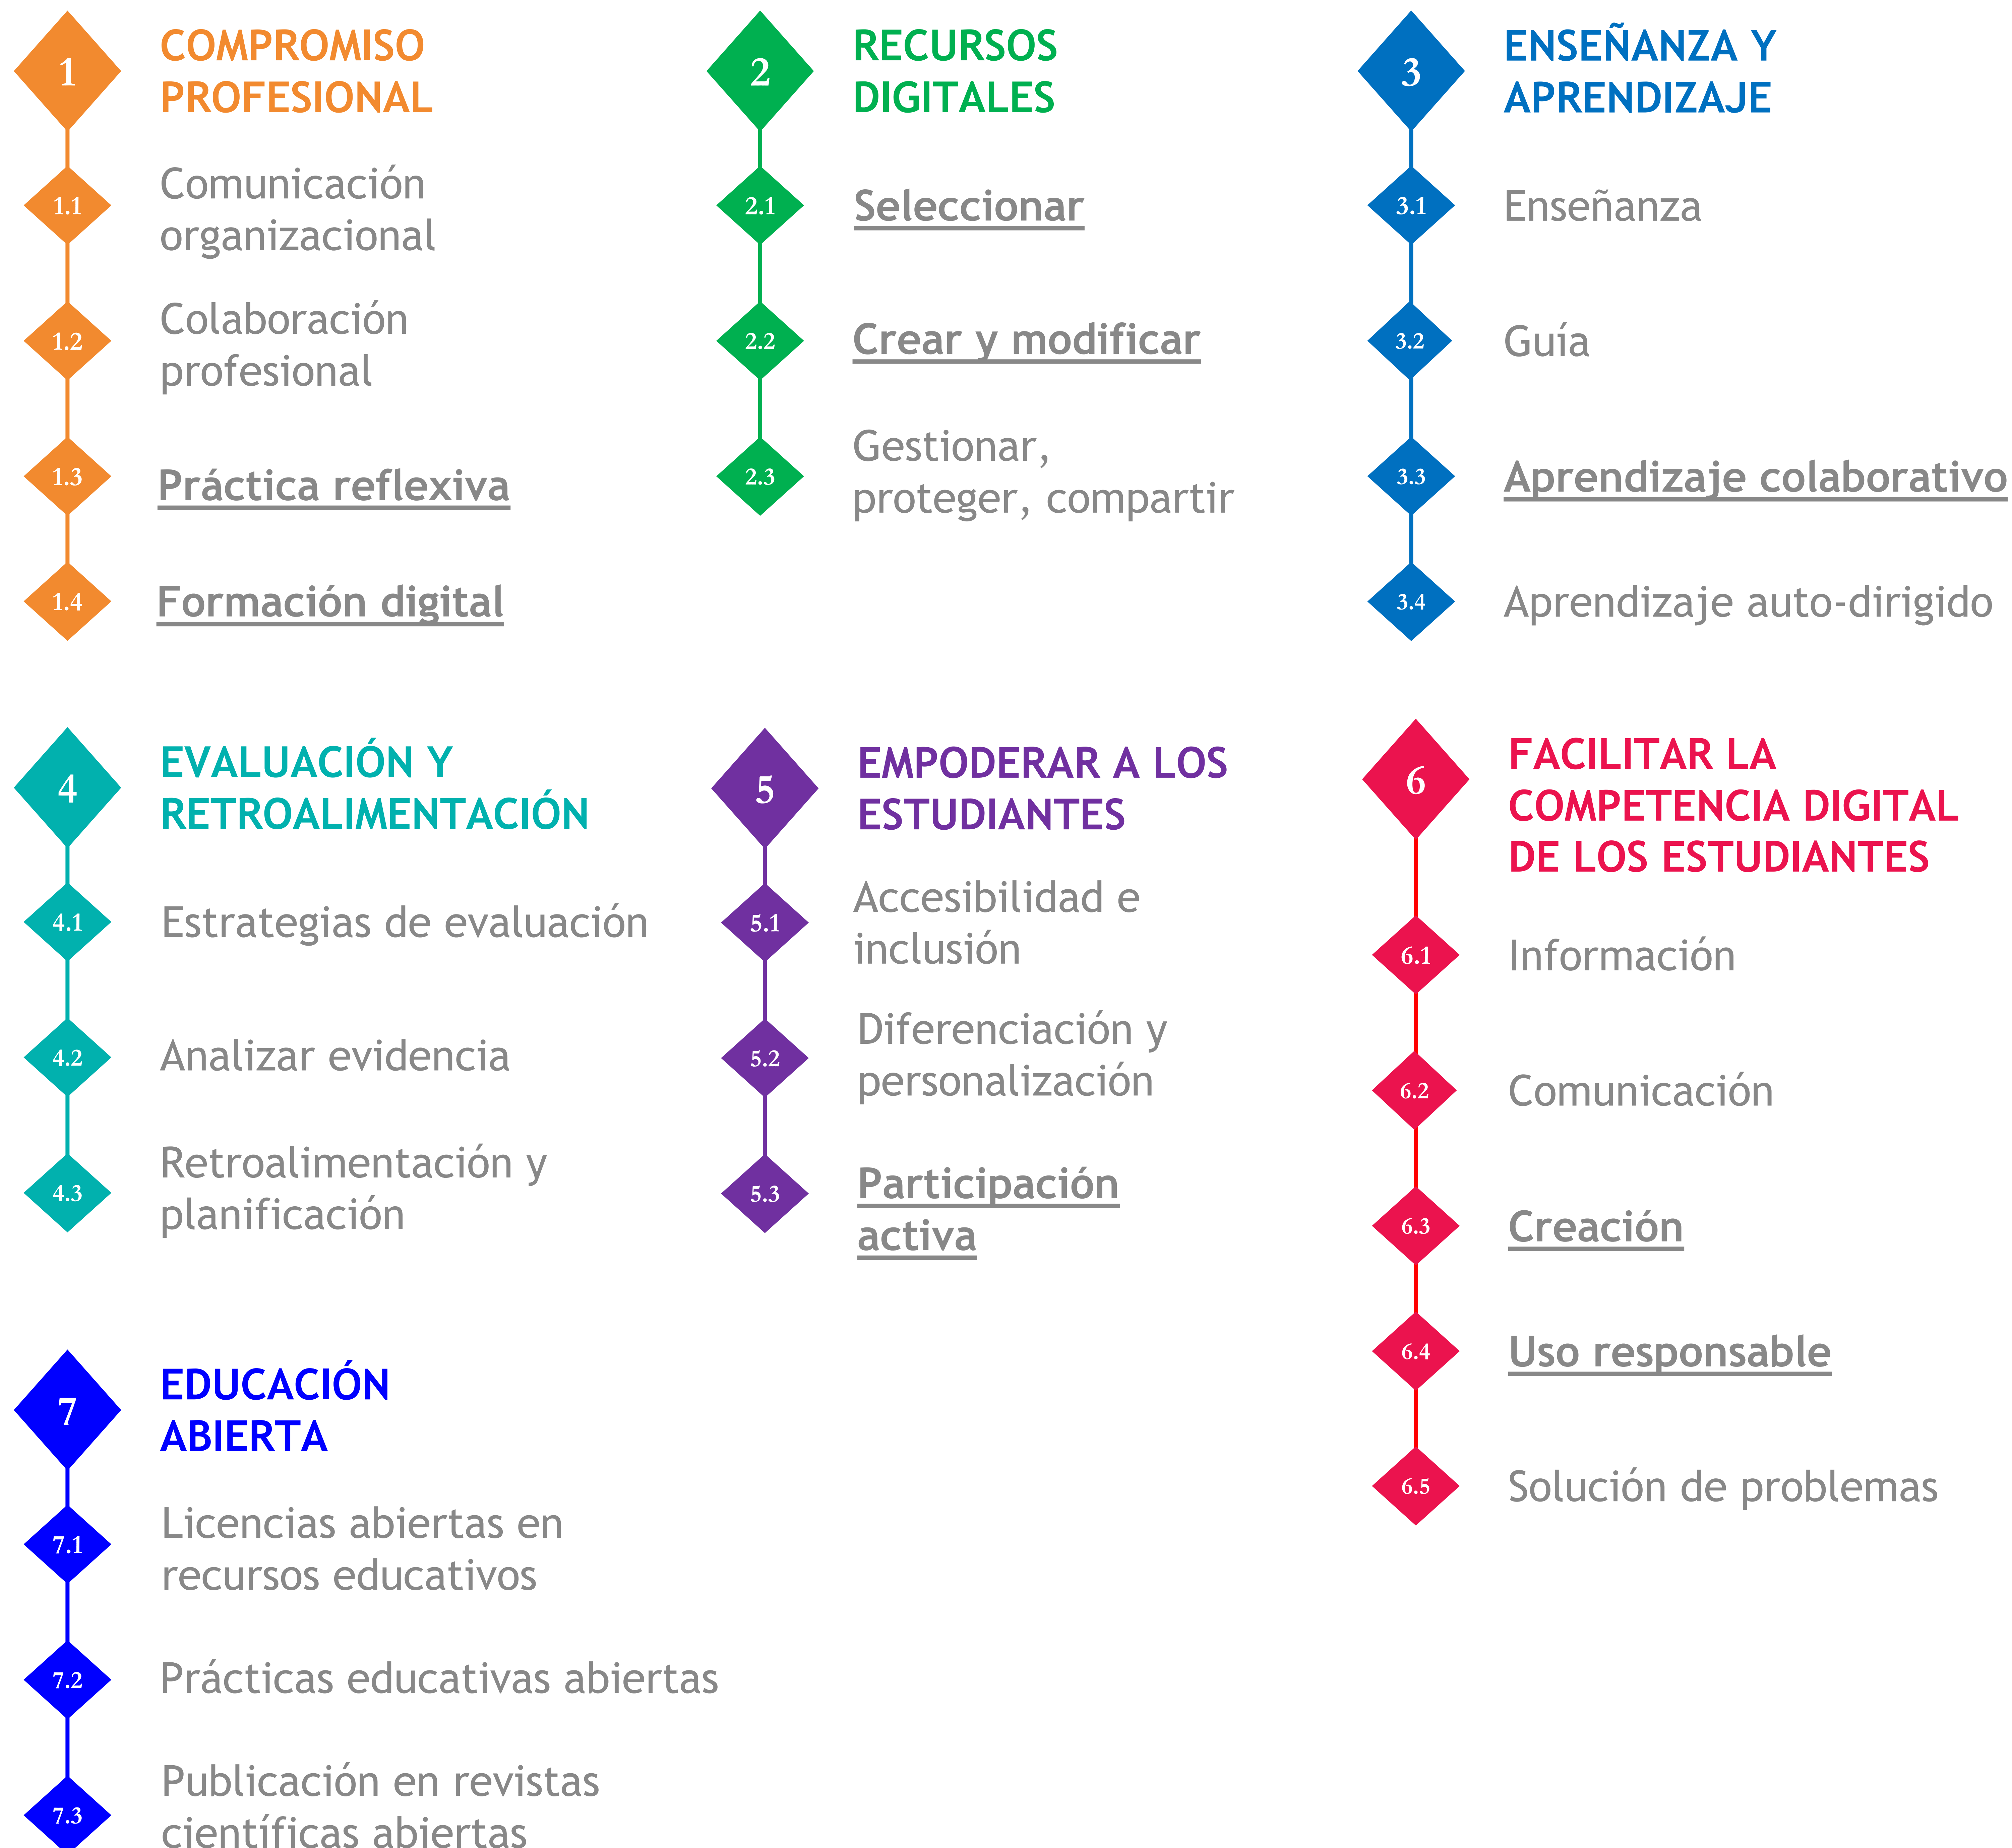 1
COMPROMISO
PROFESIONAL
1.1
Comunicación
organizacional
1.2
Colaboración
profesional
1.3
Práctica reflexiva
1.4
Formación digital
2
RECURSOS
DIGITALES
2.1
Seleccionar
2.2
Crear y modificar
2.3
Gestionar,
proteger, compartir
3
ENSEÑANZA Y
APRENDIZAJE
3.1
Enseñanza
3.2
Guía
3.3
Aprendizaje colaborativo
3.4
Aprendizaje auto-dirigido
4
EVALUACIÓN Y
RETROALIMENTACIÓN
4.1
Estrategias de evaluación
4.2
Analizar evidencia
4.3
Retroalimentación y
planificación
5
EMPODERAR A LOS
ESTUDIANTES
5.1
Accesibilidad e
inclusión
5.2
Diferenciación y
personalización
5.3
Participación
activa
6
FACILITAR LA
COMPETENCIA DIGITAL
DE LOS ESTUDIANTES
6.1
Información
6.2
Comunicación
6.3
Creación
6.4
Uso responsable
6.5
Solución de problemas
7
EDUCACIÓN
ABIERTA
7.1
Licencias abiertas en
recursos educativos
7.2
Prácticas educativas abiertas
7.3
Publicación en revistas
científicas abiertas